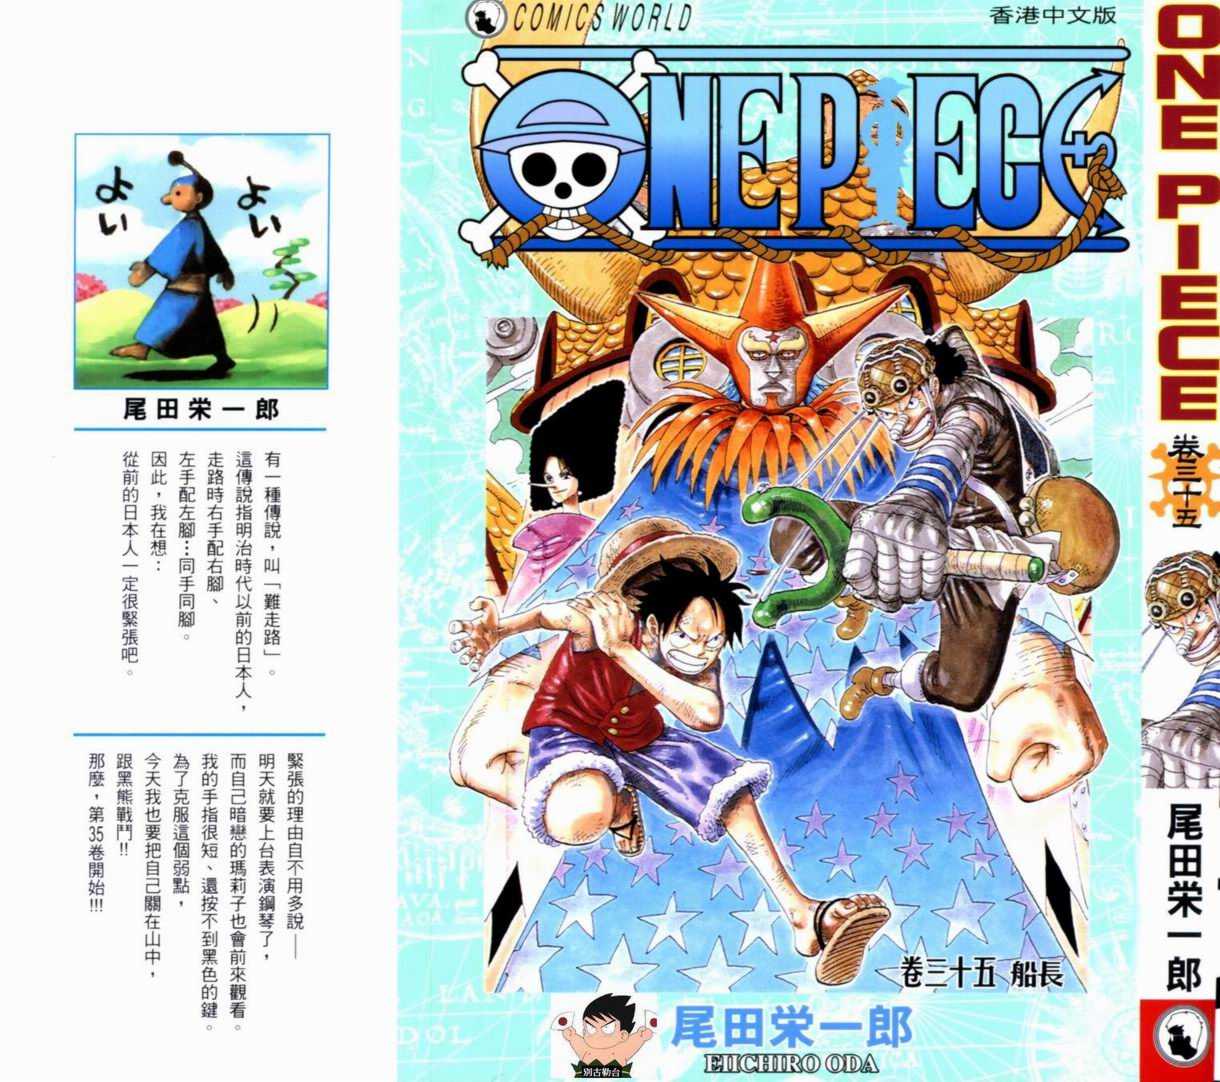 よい
よい
尾田栄一郎
有一種傳說，叫「難走路」。
這傳說指明治時代以前的日本人，
走路時右手配右腳、
左手配左腳…同手同腳。
因此，我在想：
從前的日本人一定很緊張吧。
緊張的理由自不用多說——
明天就要上台表演鋼琴了，
而自己暗戀的瑪莉子也會前來觀看。
我的手指很短、還按不到黑色的鍵。
為了克服這個弱點，
今天我也要把自己關在山中，
跟黑熊戰鬥!!
那麼，第35卷開始!!!
COMICS WORLD
香港中文版
ONE PIECE
卷三十五 船長
尾田栄一郎
EIICHIRO ODA
別古勒台
ONE PIECE
卷三十五
尾田栄一郎